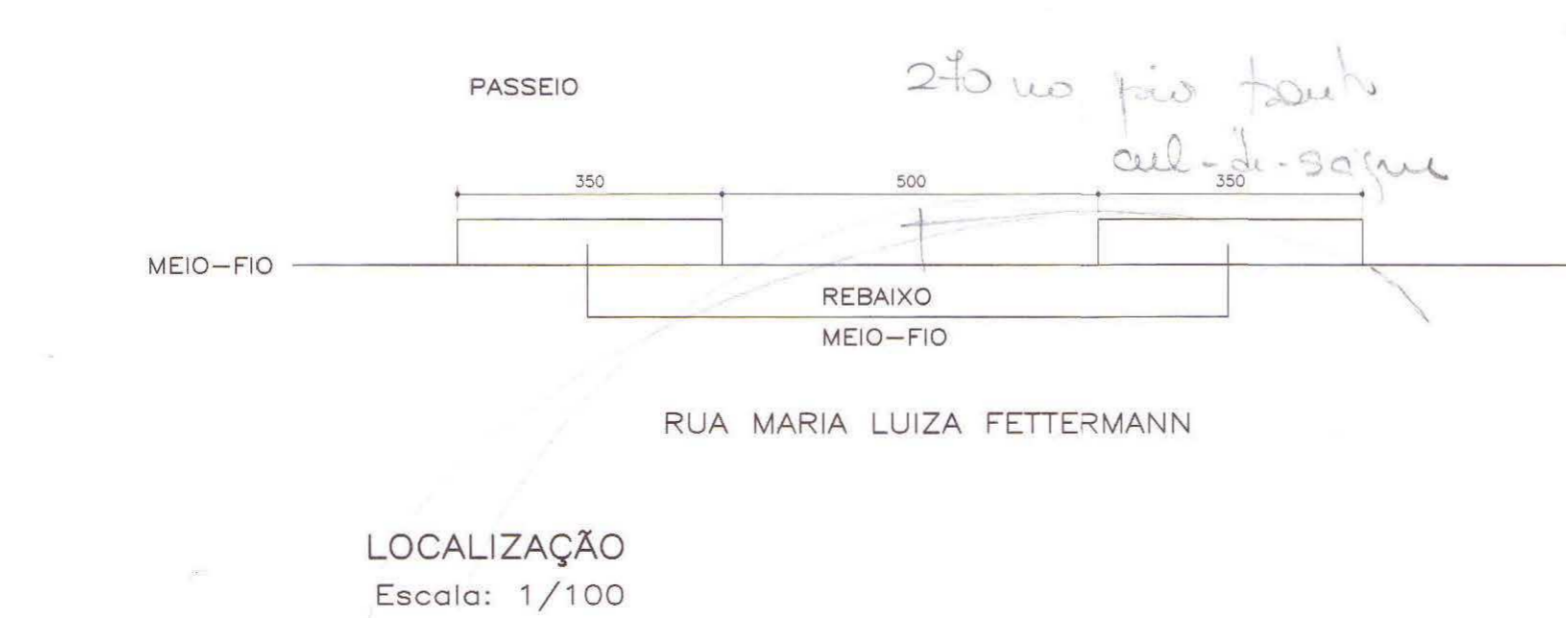 PASSEIO
270 no pio
cul-de-saque
350
500
350
MEIO-FIO
REBAIXO
MEIO-FIO
RUA MARIA LUIZA FETTERMANN
LOCALIZAÇÃO
Escala: 1/100